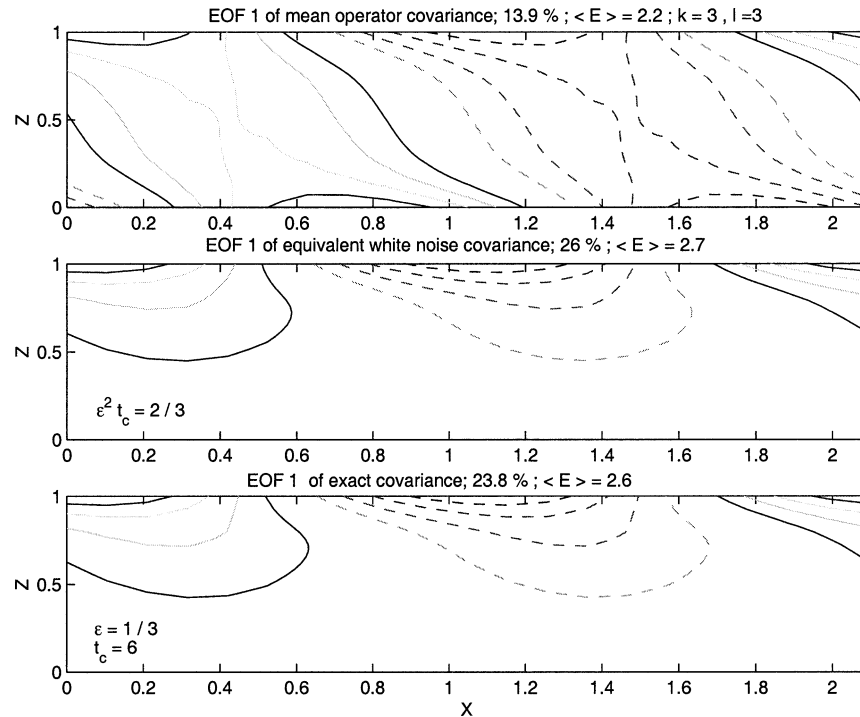 EOF 1 of mean operator covariance; 13.9 % ; < E > = 2.2 ; k = 3 , l =3
1
Z 0.5
0
0 0.2 0.4 0.6 0.8 1 1.2 1.4 1.6 1.8 2
EOF 1 of equivalent white noise covariance; 26 % ; < E > = 2.7
1
Z 0.5
ε² t_c = 2 / 3
0
0 0.2 0.4 0.6 0.8 1 1.2 1.4 1.6 1.8 2
EOF 1 of exact covariance; 23.8 % ; < E > = 2.6
1
Z 0.5
ε = 1 / 3
t_c = 6
0
0 0.2 0.4 0.6 0.8 1 1.2 1.4 1.6 1.8 2
X